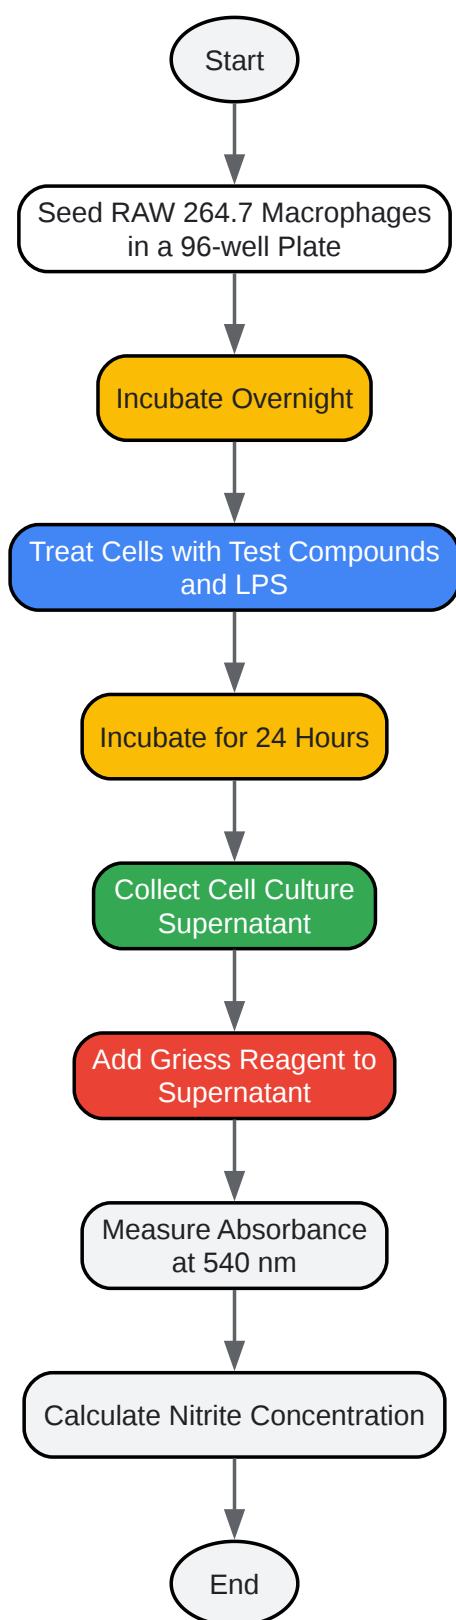 Start
Seed RAW 264.7 Macrophages
in a 96-well Plate
Incubate Overnight
Treat Cells with Test Compounds
and LPS
Incubate for 24 Hours
Collect Cell Culture
Supernatant
Add Griess Reagent to
Supernatant
Measure Absorbance
at 540 nm
Calculate Nitrite Concentration
End